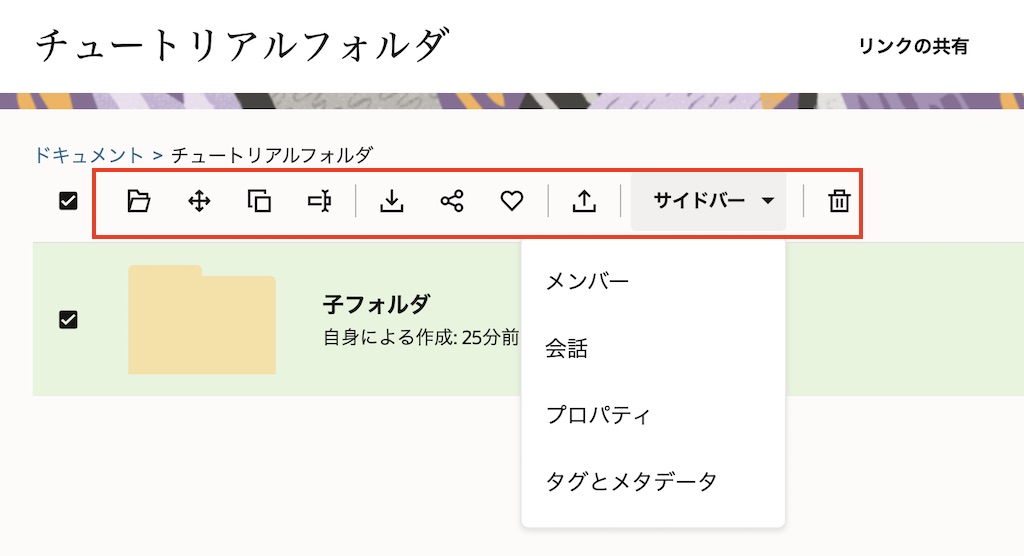 チュートリアルフォルダ
リンクの共有
ドキュメント > チュートリアルフォルダ
サイドバー
子フォルダ
自身による作成: 25分前
メンバー
会話
プロパティ
タグとメタデータ